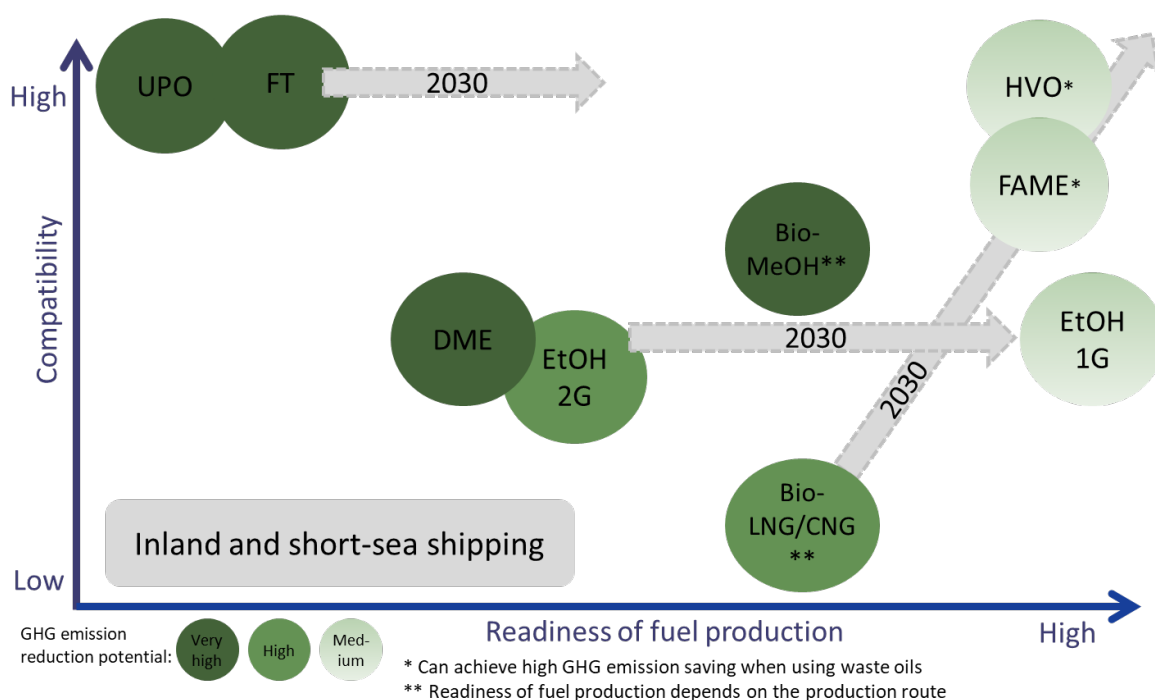 High
Compatibility
Low
UPO
FT
2030
HVO*
FAME*
Bio-
MeOH**
DME
EtOH
2G
2030
EtOH
1G
2030
Bio-
LNG/CNG
**
Inland and short-sea shipping
Readiness of fuel production
High
GHG emission
reduction potential:
Very
high
High
Med-
ium
* Can achieve high GHG emission saving when using waste oils
** Readiness of fuel production depends on the production route